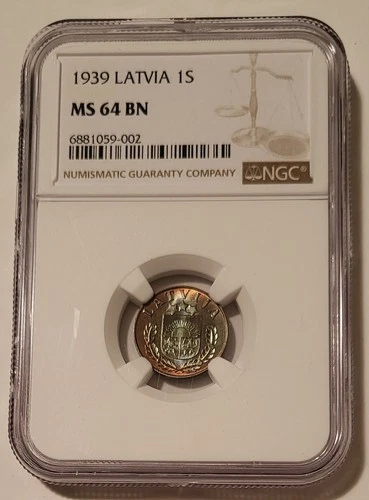 1939 LATVIA 1S
MS 64 BN
6881059-002
NUMISMATIC GUARANTY COMPANY
NGC®
LATVIJA